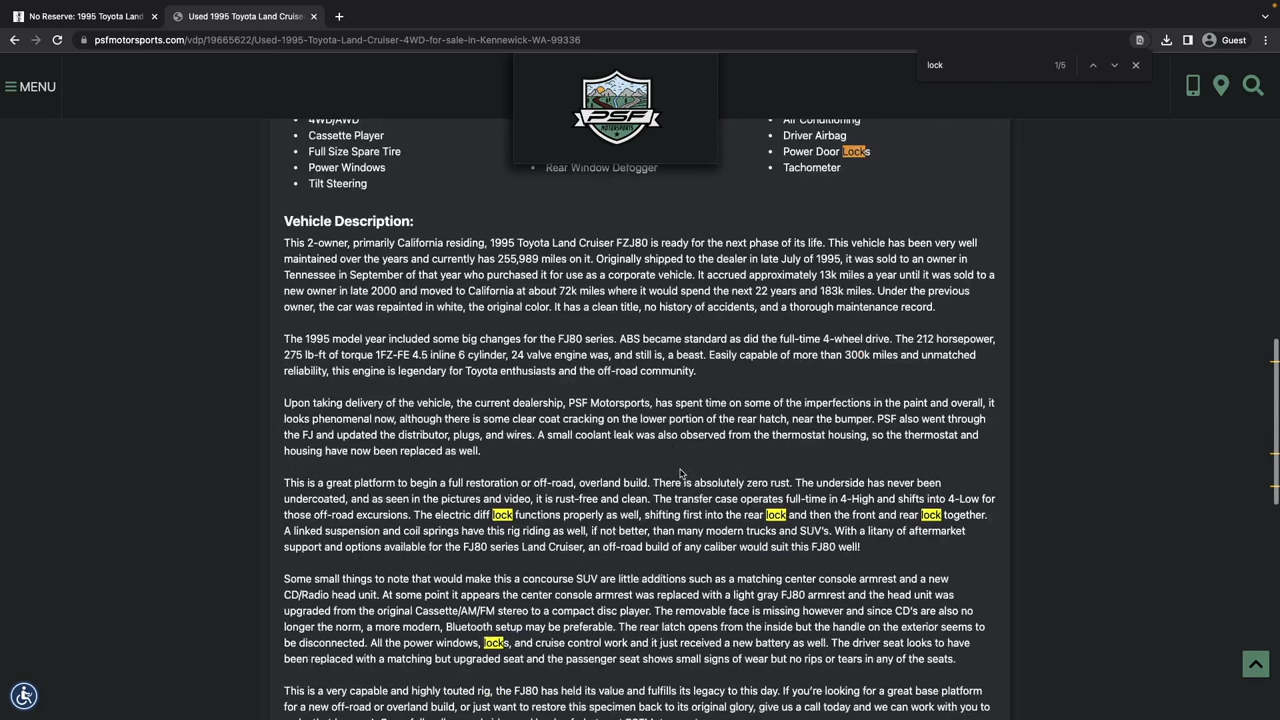 No Reserve: 1995 Toyota Land
Used 1995 Toyota Land Cruise
psfmotorsports.com/vdp/19665622/Used-1995-Toyota-Land-Cruiser-4WD-for-sale-in-Kennewick-WA-99336
Guest
lock
1/5
MENU
PSF
MOTORSPORTS
4WD/AWD
Air Conditioning
Cassette Player
Driver Airbag
Full Size Spare Tire
Power Door Locks
Power Windows
Rear Window Defogger
Tachometer
Tilt Steering
Vehicle Description:
This 2-owner, primarily California residing, 1995 Toyota Land Cruiser FZJ80 is ready for the next phase of its life. This vehicle has been very well
maintained over the years and currently has 255,989 miles on it. Originally shipped to the dealer in late July of 1995, it was sold to an owner in
Tennessee in September of that year who purchased it for use as a corporate vehicle. It accrued approximately 13k miles a year until it was sold to a
new owner in late 2000 and moved to California at about 72k miles where it would spend the next 22 years and 183k miles. Under the previous
owner, the car was repainted in white, the original color. It has a clean title, no history of accidents, and a thorough maintenance record.
The 1995 model year included some big changes for the FJ80 series. ABS became standard as did the full-time 4-wheel drive. The 212 horsepower,
275 lb-ft of torque 1FZ-FE 4.5 inline 6 cylinder, 24 valve engine was, and still is, a beast. Easily capable of more than 300k miles and unmatched
reliability, this engine is legendary for Toyota enthusiasts and the off-road community.
Upon taking delivery of the vehicle, the current dealership, PSF Motorsports, has spent time on some of the imperfections in the paint and overall, it
looks phenomenal now, although there is some clear coat cracking on the lower portion of the rear hatch, near the bumper. PSF also went through
the FJ and updated the distributor, plugs, and wires. A small coolant leak was also observed from the thermostat housing, so the thermostat and
housing have now been replaced as well.
This is a great platform to begin a full restoration or off-road, overland build. There is absolutely zero rust. The underside has never been
undercoated, and as seen in the pictures and video, it is rust-free and clean. The transfer case operates full-time in 4-High and shifts into 4-Low for
those off-road excursions. The electric diff lock functions properly as well, shifting first into the rear lock and then the front and rear lock together.
A linked suspension and coil springs have this rig riding as well, if not better, than many modern trucks and SUV's. With a litany of aftermarket
support and options available for the FJ80 series Land Cruiser, an off-road build of any caliber would suit this FJ80 well!
Some small things to note that would make this a concourse SUV are little additions such as a matching center console armrest and a new
CD/Radio head unit. At some point it appears the center console armrest was replaced with a light gray FJ80 armrest and the head unit was
upgraded from the original Cassette/AM/FM stereo to a compact disc player. The removable face is missing however and since CD's are also no
longer the norm, a more modern, Bluetooth setup may be preferable. The rear latch opens from the inside but the handle on the exterior seems to
be disconnected. All the power windows, locks, and cruise control work and it just received a new battery as well. The driver seat looks to have
been replaced with a matching but upgraded seat and the passenger seat shows small signs of wear but no rips or tears in any of the seats.
This is a very capable and highly touted rig, the FJ80 has held its value and fulfills its legacy to this day. If you're looking for a great base platform
for a new off-road or overland build, or just want to restore this specimen back to its original glory, give us a call today and we can work with you to